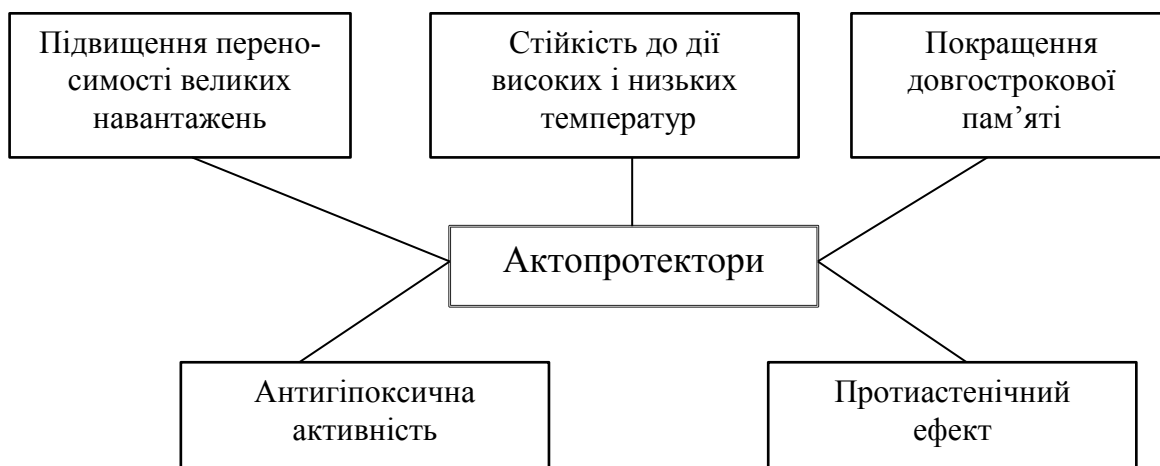 Підвищення перено-
симості великих
навантажень
Стійкість до дії
високих і низьких
температур
Покращення
довгострокової
пам’яті
Актопротектори
Антигіпоксична
активність
Протиастенічний
ефект